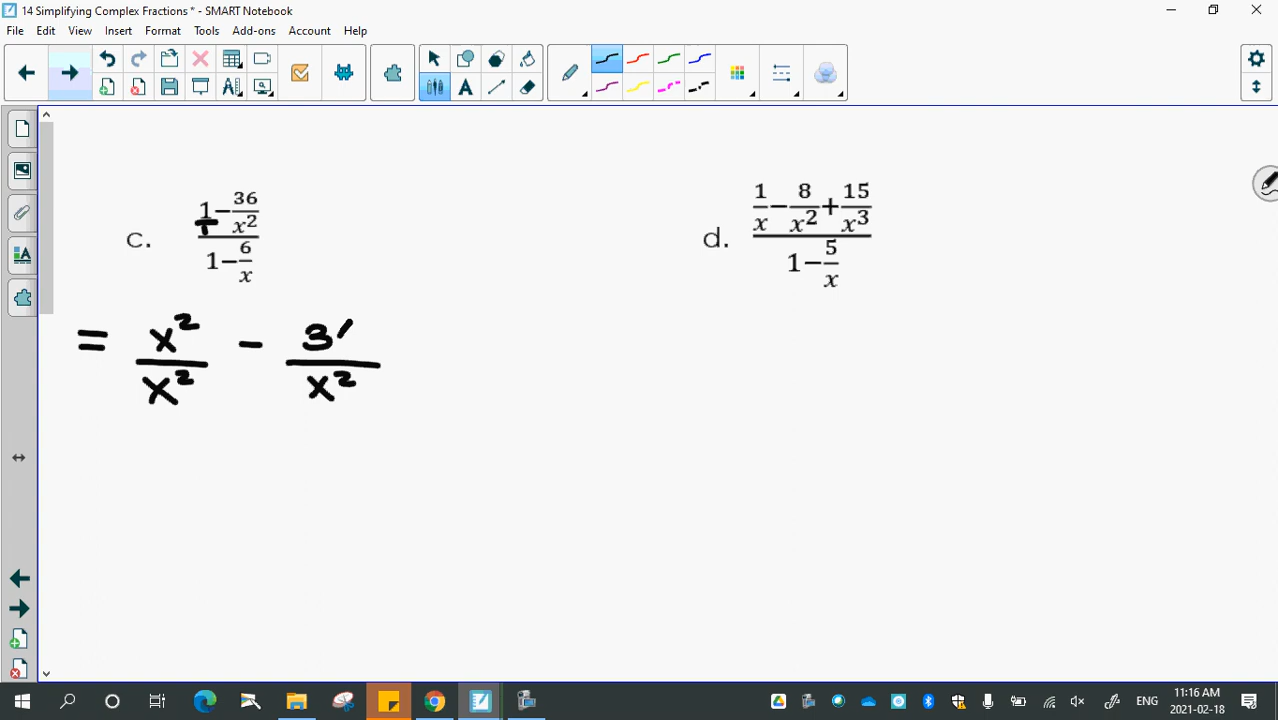 14 Simplifying Complex Fractions * - SMART Notebook
File Edit View Insert Format Tools Add-ons Account Help
c. (1 - 36/x²)/(1 - 6/x)
d. (1/x - 8/x² + 15/x³)/(1 - 5/x)
= x²/x² - 3/x²
ENG
11:16 AM
2021-02-18